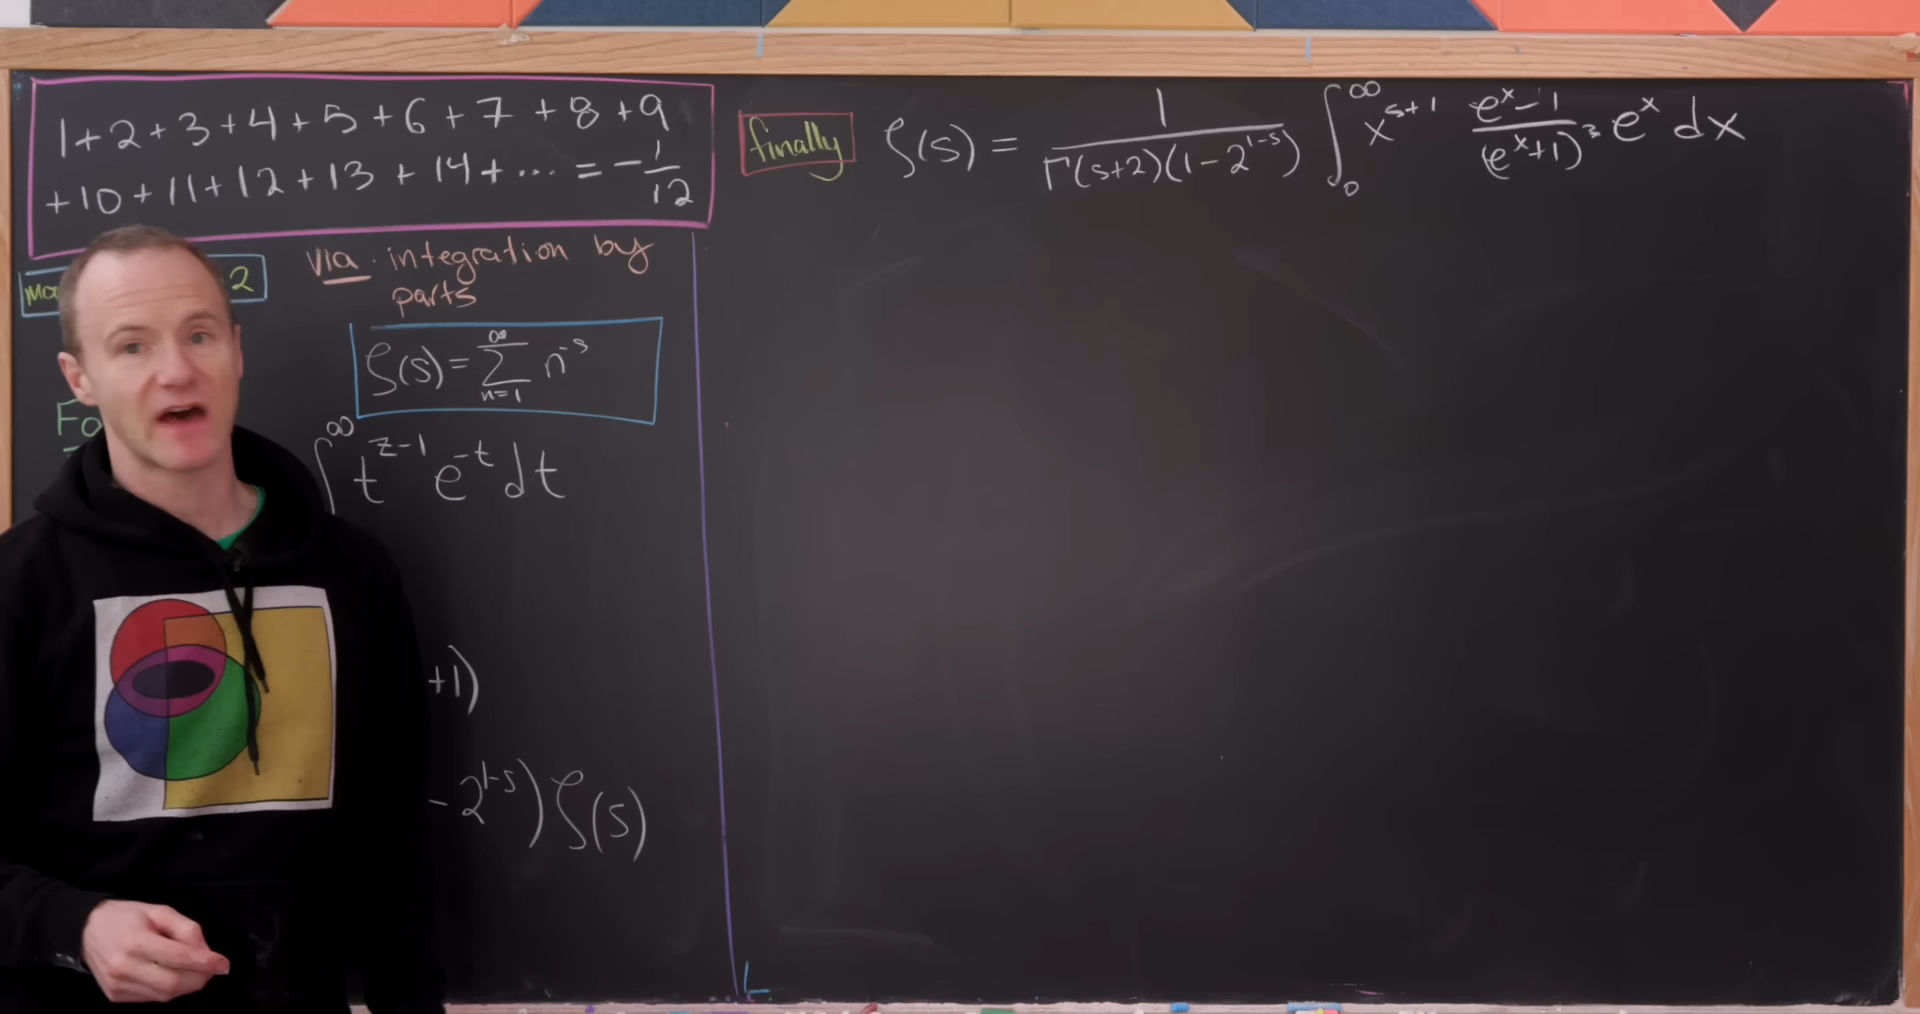 1+2+3+4+5+6+7+8+9
+10+11+12+13+14+... = -1/12
2
via integration by
parts
ζ(s) = ∑_{n=1}^{∞} n^{-s}
∫^{∞} t^{z-1} e^{-t} dt
+1)
- 2^{1-s}) ζ(s)
finally ζ(s) = 1/(Γ(s+2)(1-2^{1-s})) ∫_0^∞ x^{s+1} (e^x-1)/(e^x+1)^3 e^x dx